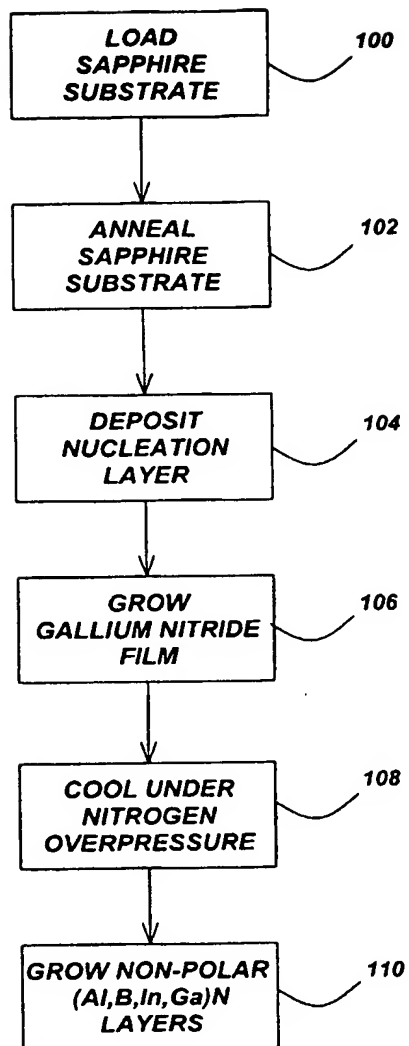 LOAD
SAPPHIRE
SUBSTRATE
100
ANNEAL
SAPPHIRE
SUBSTRATE
102
DEPOSIT
NUCLEATION
LAYER
104
GROW
GALLIUM NITRIDE
FILM
106
COOL UNDER
NITROGEN
OVERPRESSURE
108
GROW NON-POLAR
(Al,B,In,Ga)N
LAYERS
110